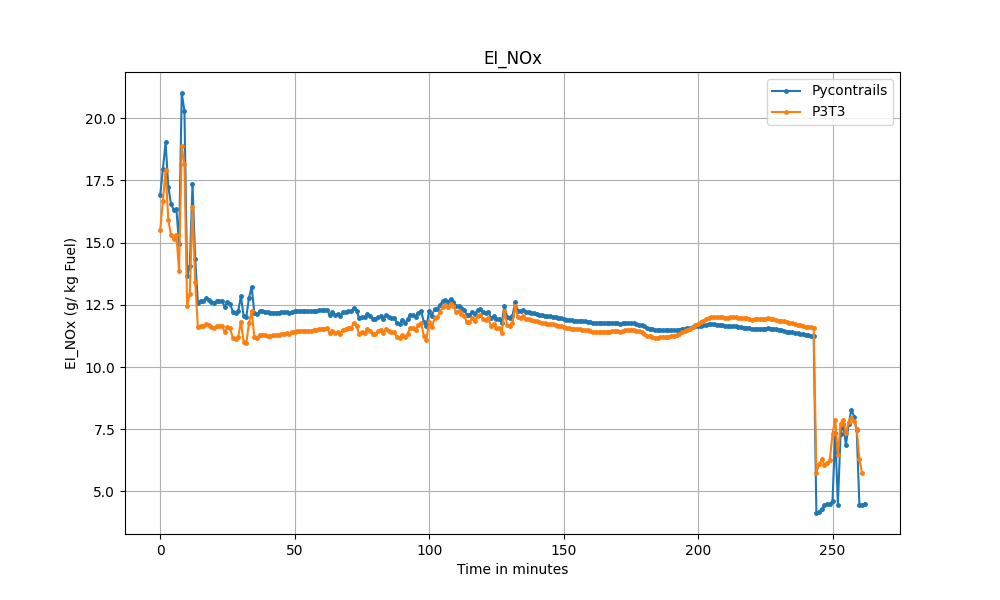 EI_NOx
Pycontrails
P3T3
EI_NOx (g/ kg Fuel)
20.0
17.5
15.0
12.5
10.0
7.5
5.0
0 50 100 150 200 250
Time in minutes